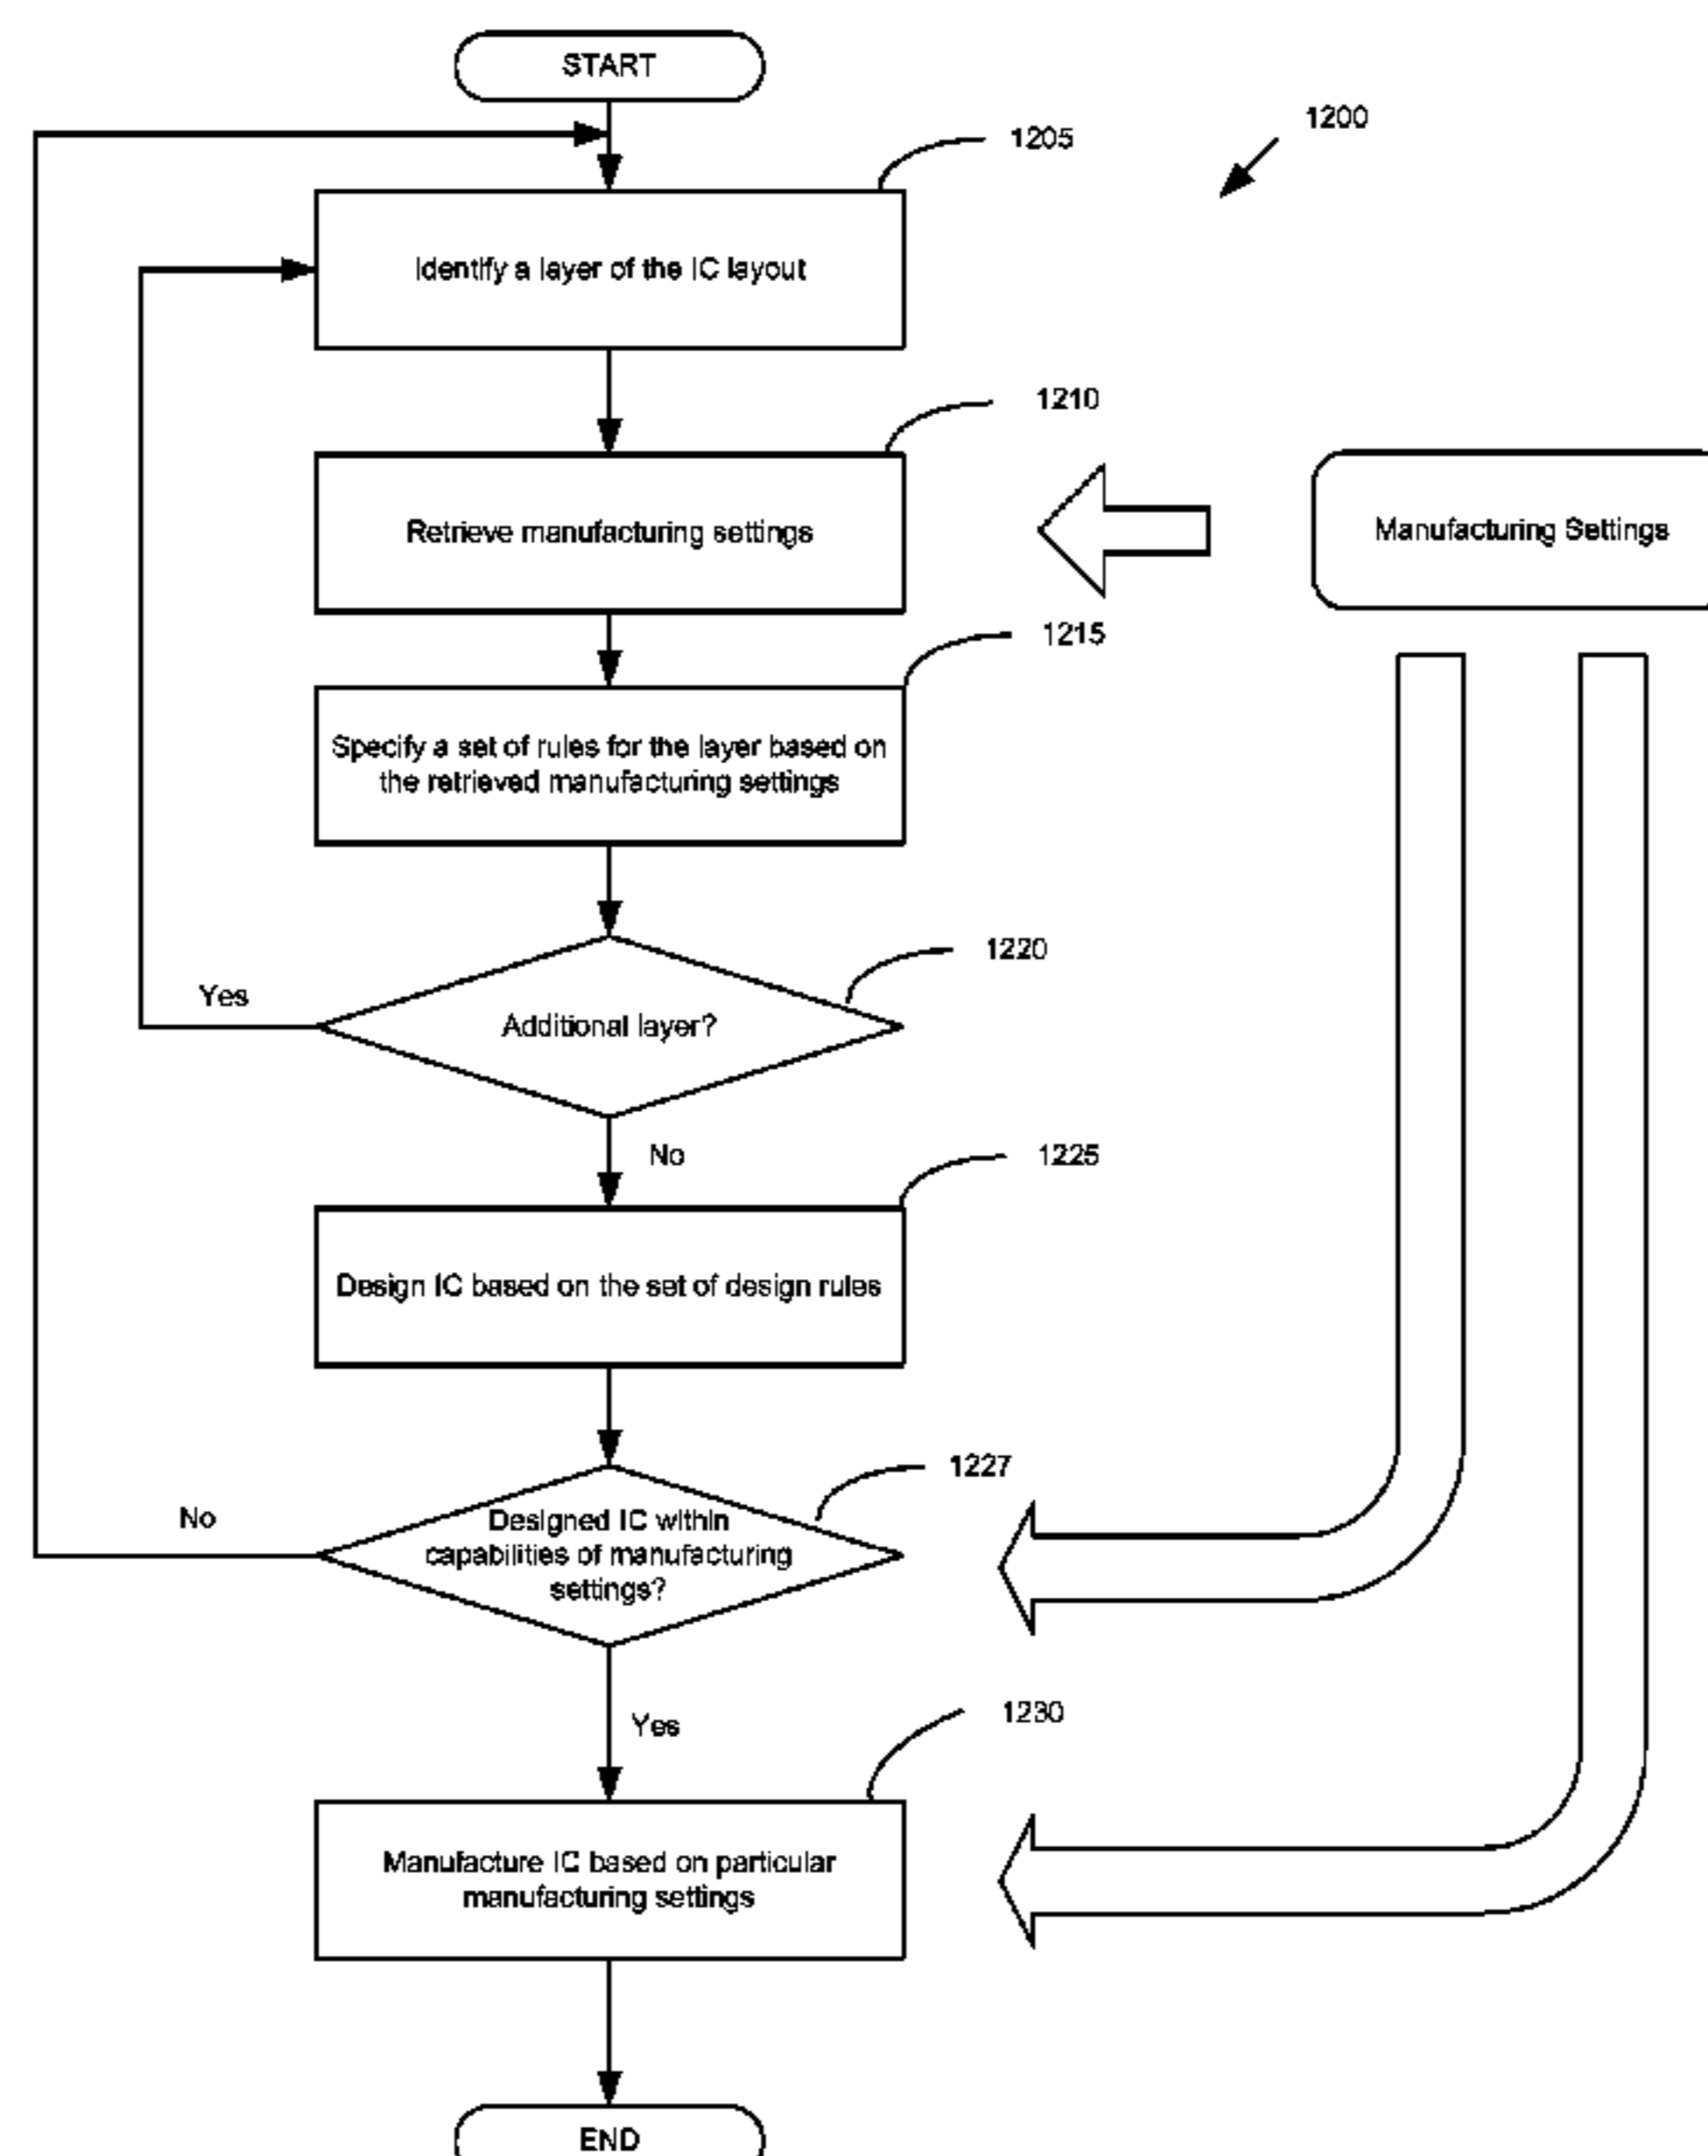 START
1200
1205
Identify a layer of the IC layout
1210
Retrieve manufacturing settings
Manufacturing Settings
1215
Specify a set of rules for the layer based on
the retrieved manufacturing settings
1220
Yes
Additional layer?
No
1225
Design IC based on the set of design rules
1227
No
Designed IC within
capabilities of manufacturing
settings?
Yes
1230
Manufacture IC based on particular
manufacturing settings
END